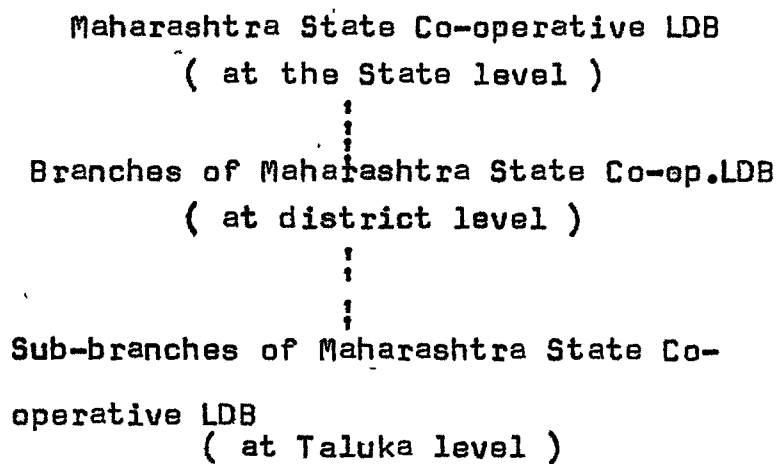 Maharashtra State Co-operative LDB
( at the State level )
Branches of Maharashtra State Co-op.LDB
( at district level )
Sub-branches of Maharashtra State Co-
operative LDB
( at Taluka level )